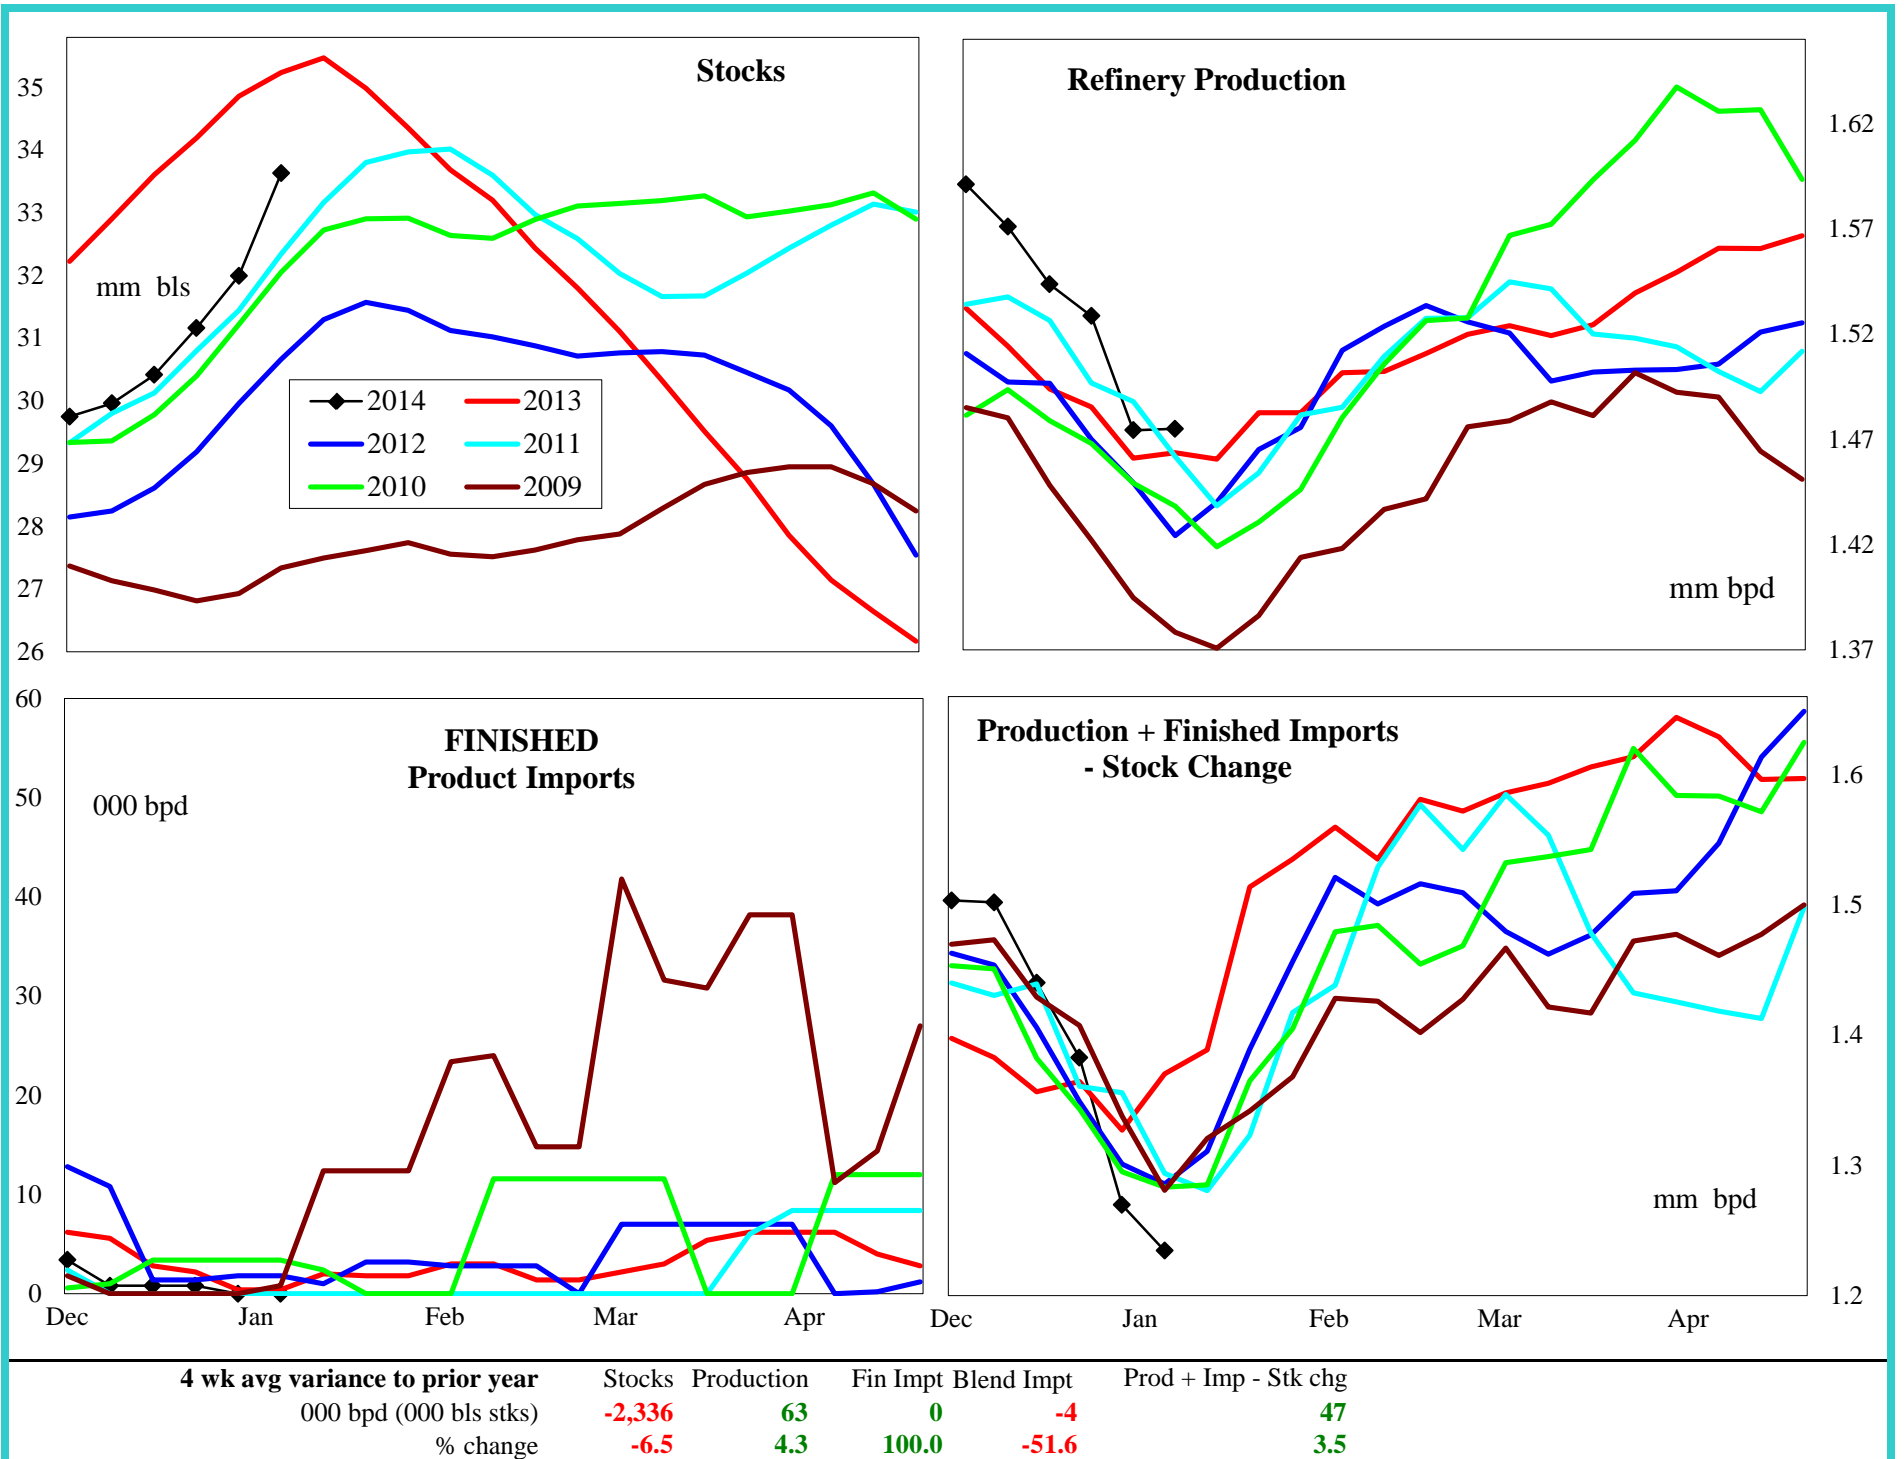 Stocks
35
34
33
32
31
30
29
28
27
26
mm bls
2014 2013
2012 2011
2010 2009
Refinery Production
1.62
1.57
1.52
1.47
1.42
1.37
mm bpd
FINISHED
Product Imports
60
50
40
30
20
10
0
000 bpd
Dec Jan Feb Mar Apr
Production + Finished Imports
- Stock Change
1.6
1.5
1.4
1.3
1.2
mm bpd
Dec Jan Feb Mar Apr
4 wk avg variance to prior year Stocks Production Fin Impt Blend Impt Prod + Imp - Stk chg
000 bpd (000 bls stks) -2,336 63 0 -4 47
% change -6.5 4.3 100.0 -51.6 3.5